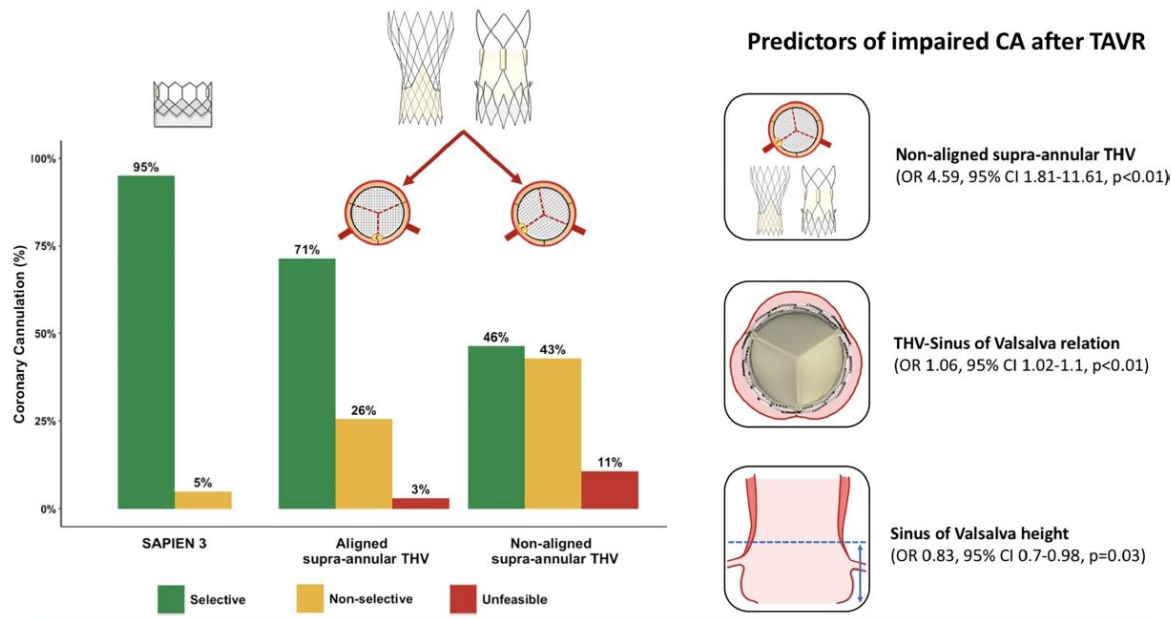 Predictors of impaired CA after TAVR
Coronary Cannulation (%)
100%
75%
50%
25%
0%
95%
5%
71%
26%
3%
46%
43%
11%
SAPIEN 3
Aligned
supra-annular THV
Non-aligned
supra-annular THV
Selective
Non-selective
Unfeasible
Non-aligned supra-annular THV
(OR 4.59, 95% CI 1.81-11.61, p<0.01)
THV-Sinus of Valsalva relation
(OR 1.06, 95% CI 1.02-1.1, p<0.01)
Sinus of Valsalva height
(OR 0.83, 95% CI 0.7-0.98, p=0.03)